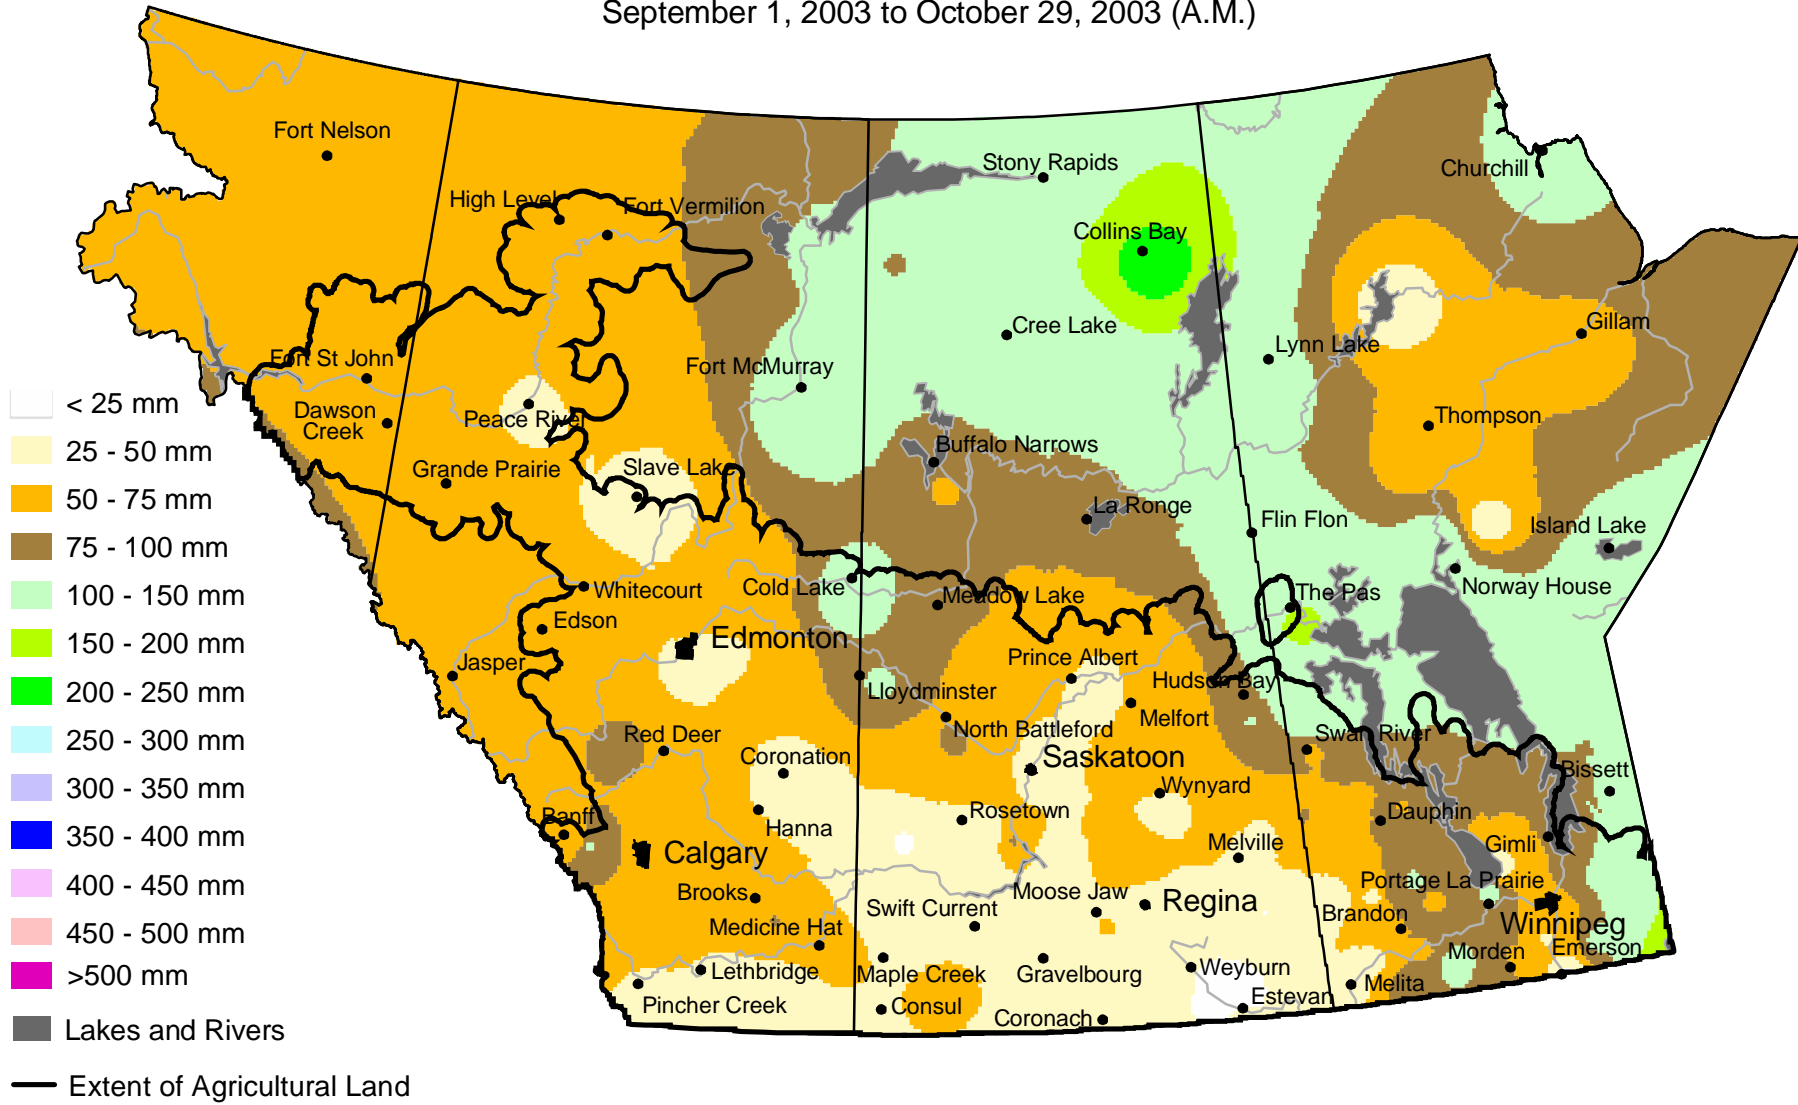 September 1, 2003 to October 29, 2003 (A.M.)
Fort Nelson
Stony Rapids
Churchill
High Level
Fort Vermilion
Collins Bay
Cree Lake
Gillam
Lynn Lake
Fort St John
Fort McMurray
Dawson
Creek
Peace River
Thompson
Buffalo Narrows
Grande Prairie
Slave Lake
La Ronge
Flin Flon
Island Lake
Whitecourt
Cold Lake
Meadow Lake
The Pas
Norway House
Edson
Edmonton
Jasper
Prince Albert
Lloydminster
Hudson Bay
North Battleford
Melfort
Red Deer
Swan River
Coronation
Saskatoon
Bissett
Wynyard
Banff
Hanna
Rosetown
Dauphin
Calgary
Melville
Gimli
Brooks
Moose Jaw
Portage La Prairie
Swift Current
Regina
Brandon
Medicine Hat
Winnipeg
Morden
Emerson
Lethbridge
Maple Creek
Gravelbourg
Weyburn
Melita
Pincher Creek
Consul
Coronach
Estevan
< 25 mm
25 - 50 mm
50 - 75 mm
75 - 100 mm
100 - 150 mm
150 - 200 mm
200 - 250 mm
250 - 300 mm
300 - 350 mm
350 - 400 mm
400 - 450 mm
450 - 500 mm
>500 mm
Lakes and Rivers
Extent of Agricultural Land